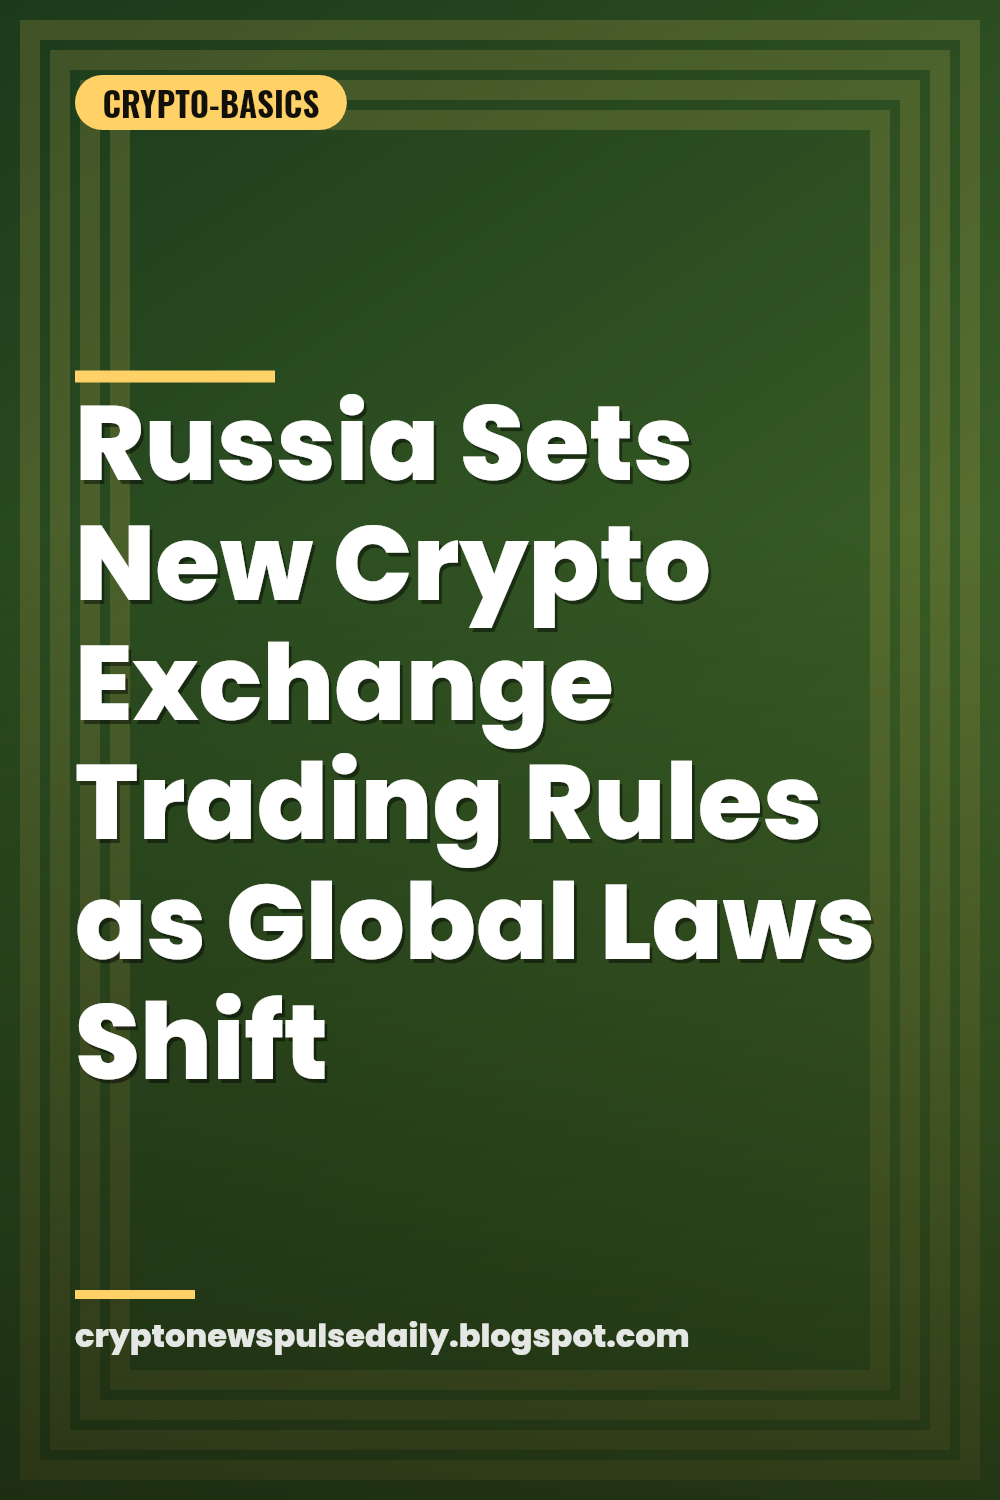 CRYPTO-BASICS
Russia Sets
New Crypto
Exchange
Trading Rules
as Global Laws
Shift
cryptonewspulsedaily.blogspot.com